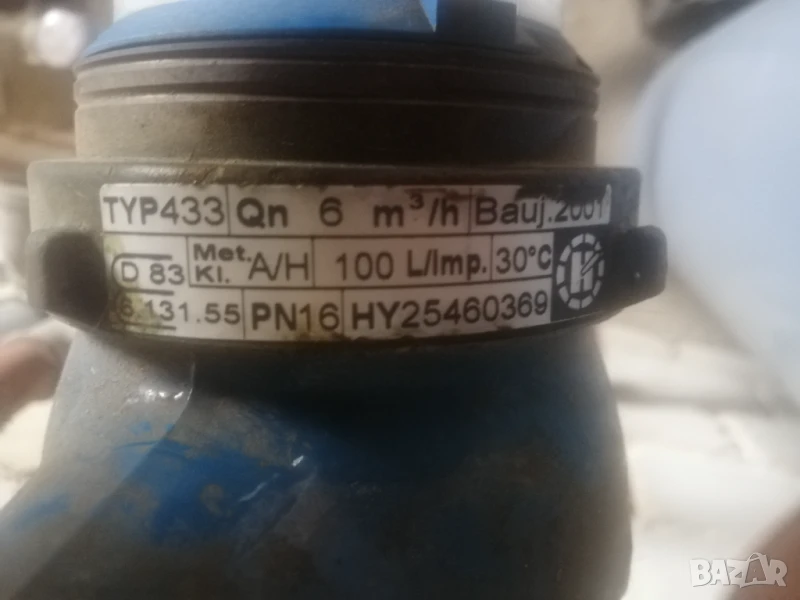 TYP433 Qn 6 m³/h Bauj.2001
D 83 Met. Kl. A/H 100 L/Imp. 30°C
6.131.55 PN16 HY25460369
BAZAR